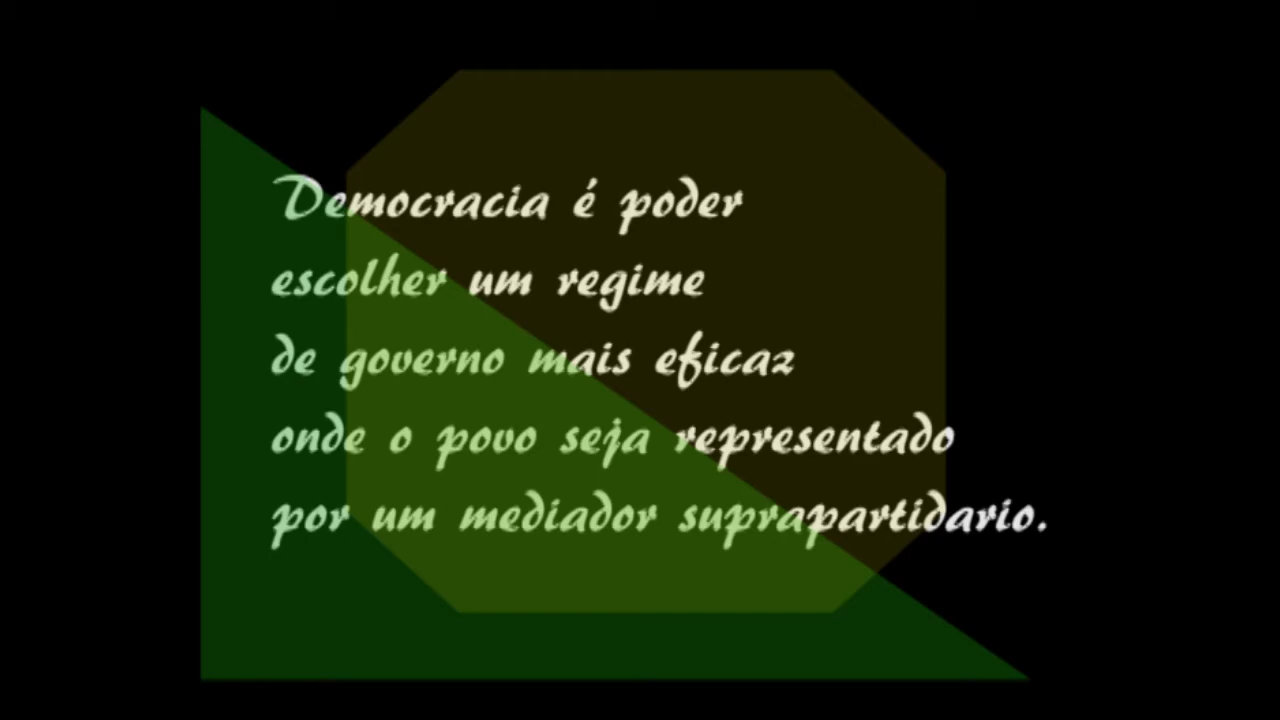 Democracia é poder
escolher um regime
de governo mais eficaz
onde o povo seja representado
por um mediador suprapartidario.